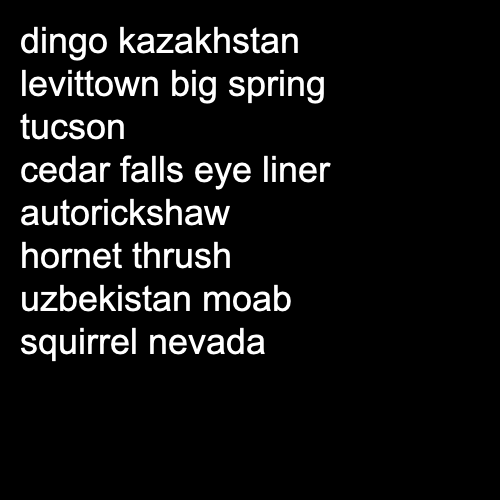 dingo kazakhstan
levittown big spring
tucson
cedar falls eye liner
autorickshaw
hornet thrush
uzbekistan moab
squirrel nevada